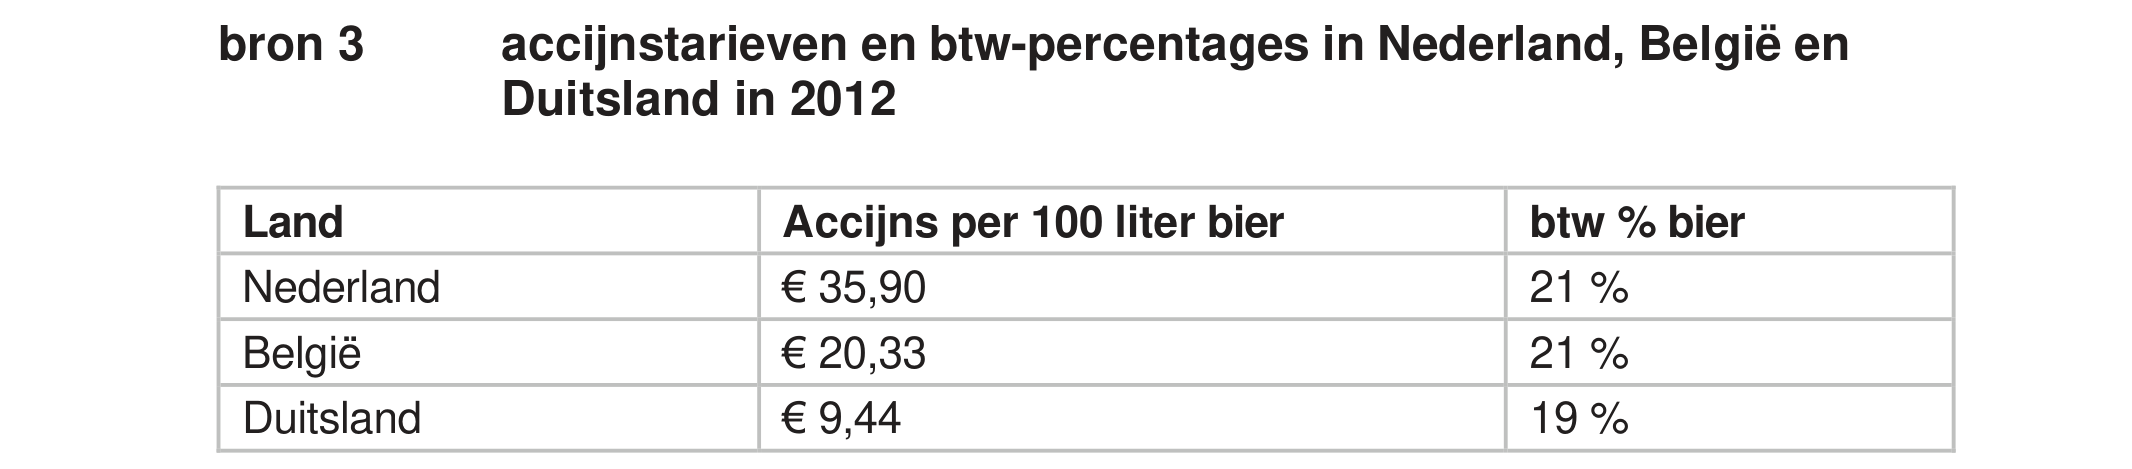 bron 3 accijnstarieven en btw-percentages in Nederland, België en
Duitsland in 2012
Land Accijns per 100 liter bier btw % bier
Nederland € 35,90 21 %
België € 20,33 21 %
Duitsland € 9,44 19 %